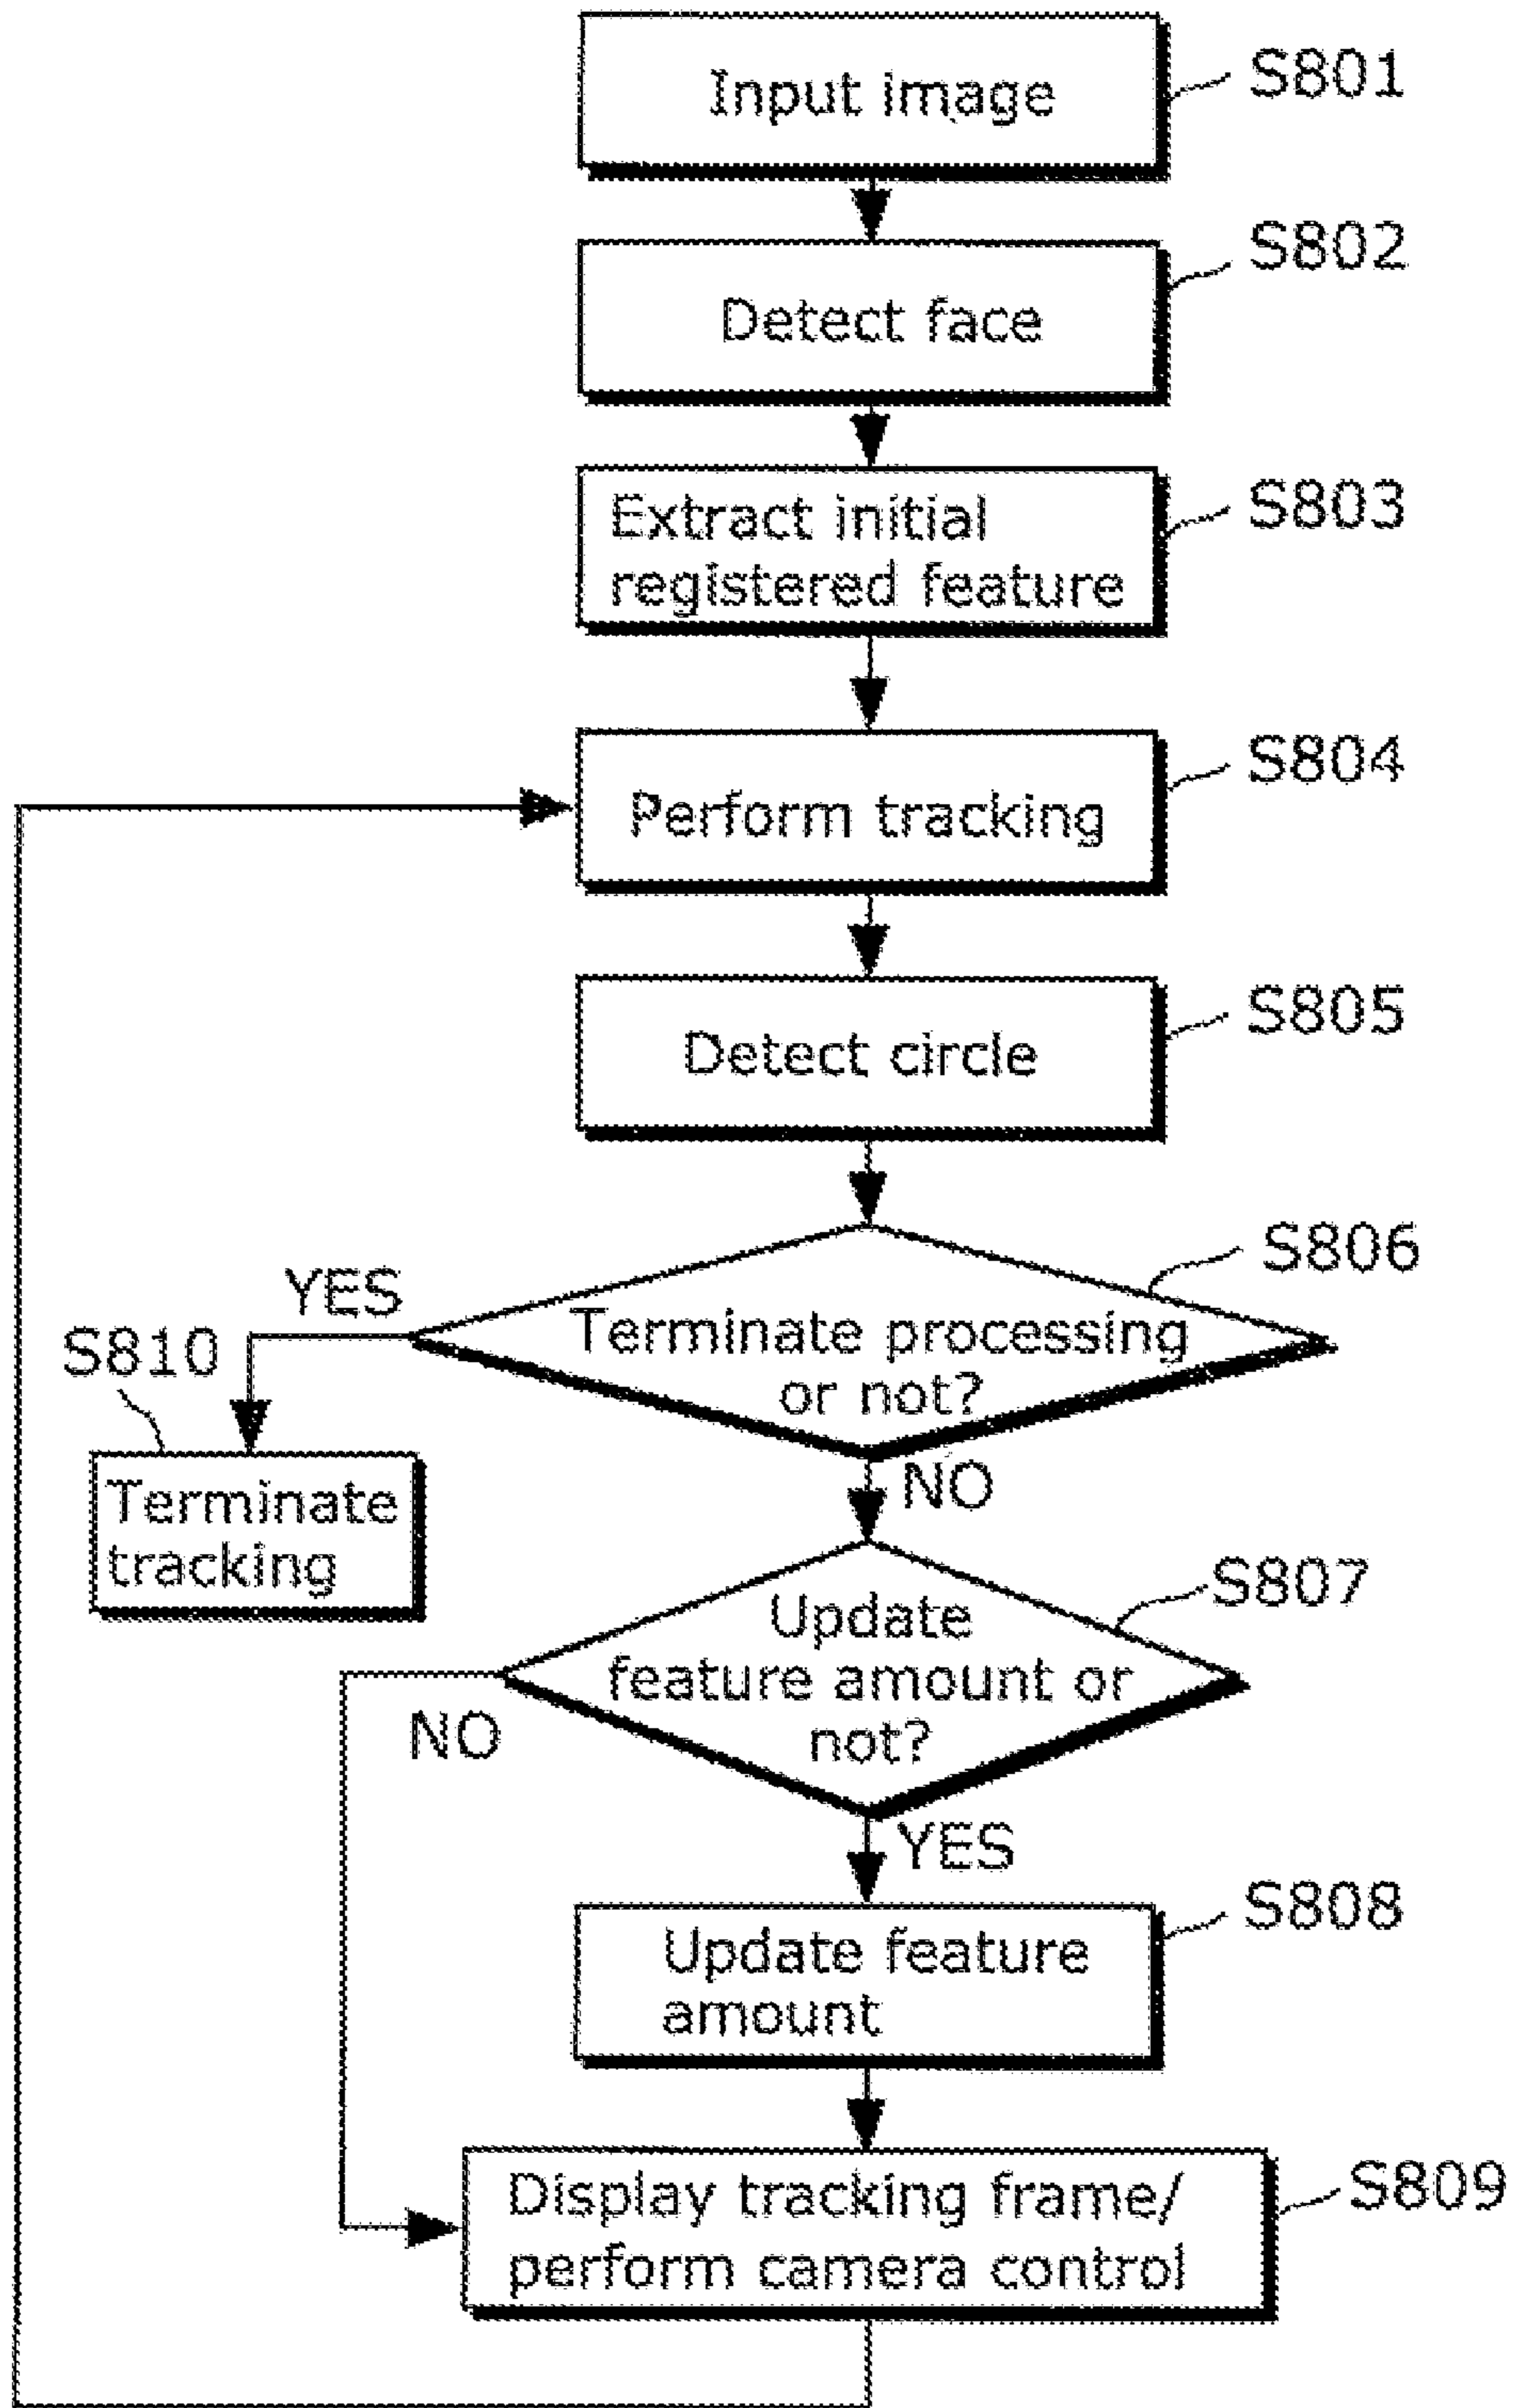 Input image
S801
Detect face
S802
Extract initial
registered feature
S803
Perform tracking
S804
Detect circle
S805
Terminate processing
or not?
S806
YES
S810
Terminate
tracking
NO
Update
feature amount or
not?
S807
NO
YES
Update feature
amount
S808
Display tracking frame/
perform camera control
S809